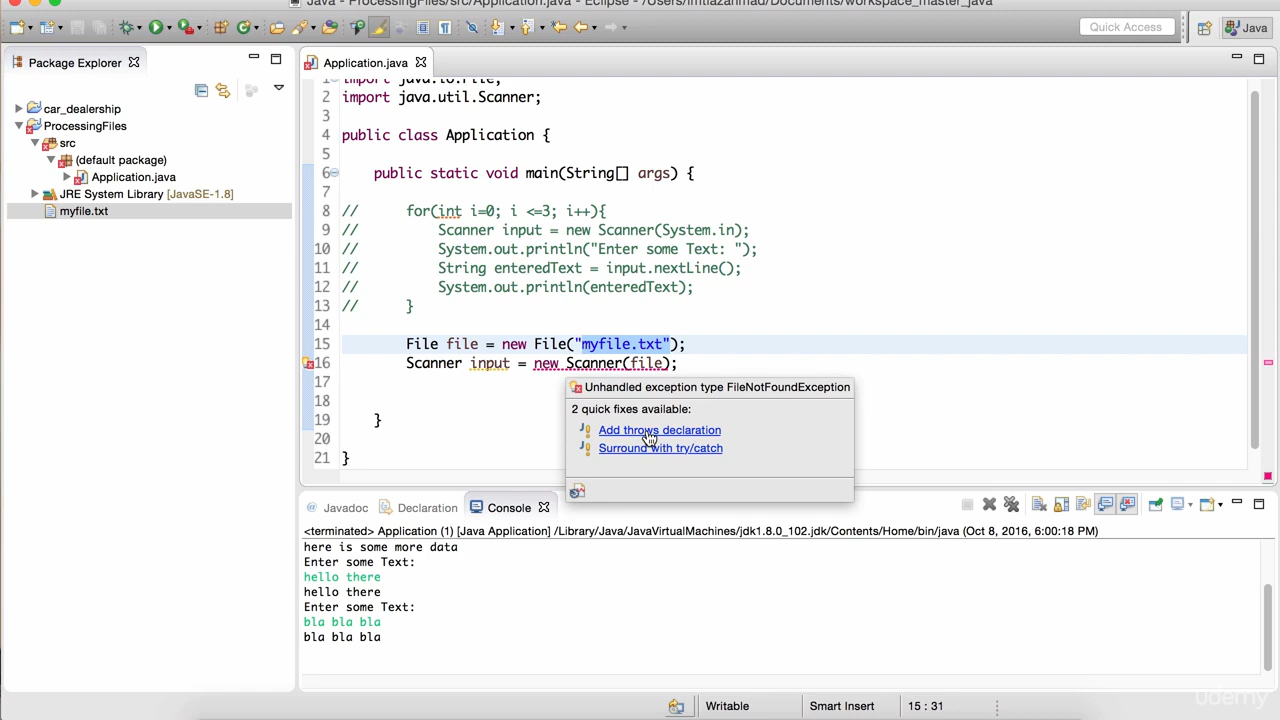 Java - ProcessingFiles/src/Application.java - Eclipse - /Users/imtiazahmad/Documents/workspace_master_java
Quick Access
Java
Package Explorer
Application.java
car_dealership
ProcessingFiles
src
(default package)
Application.java
JRE System Library [JavaSE-1.8]
myfile.txt
1 import java.io.File;
2 import java.util.Scanner;
3
4 public class Application {
5
6 public static void main(String[] args) {
7
8 // for(int i=0; i <=3; i++){
9 // Scanner input = new Scanner(System.in);
10 // System.out.println("Enter some Text: ");
11 // String enteredText = input.nextLine();
12 // System.out.println(enteredText);
13 // }
14
15 File file = new File("myfile.txt");
16 Scanner input = new Scanner(file);
17
18
19 }
20
21 }
Unhandled exception type FileNotFoundException
2 quick fixes available:
Add throws declaration
Surround with try/catch
Javadoc Declaration Console
<terminated> Application (1) [Java Application] /Library/Java/JavaVirtualMachines/jdk1.8.0_102.jdk/Contents/Home/bin/java (Oct 8, 2016, 6:00:18 PM)
here is some more data
Enter some Text:
hello there
hello there
Enter some Text:
bla bla bla
bla bla bla
Writable Smart Insert 15 : 31
udemy